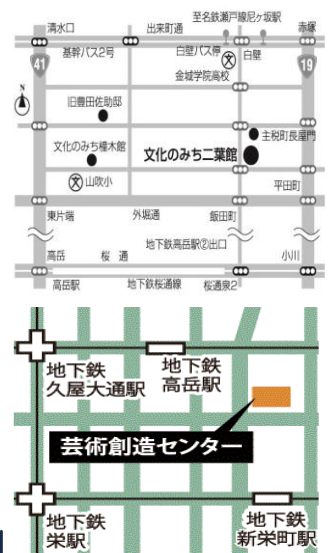 至名鉄瀬戸線尼ヶ坂駅
清水口
出来町通
赤塚
基幹バス2号
白壁バス停
白壁
文
41
19
金城学院高校
N
旧豊田佐助邸
主税町長屋門
文化のみち橦木館
文化のみち二葉館
文
山吹小
平田町
東片端
外堀通
飯田町
地下鉄高岳駅②出口
高岳
桜通
小川
高岳駅
地下鉄桜通線
桜通泉2
地下鉄
久屋大通駅
地下鉄
高岳駅
芸術創造センター
地下鉄
栄駅
地下鉄
新栄町駅